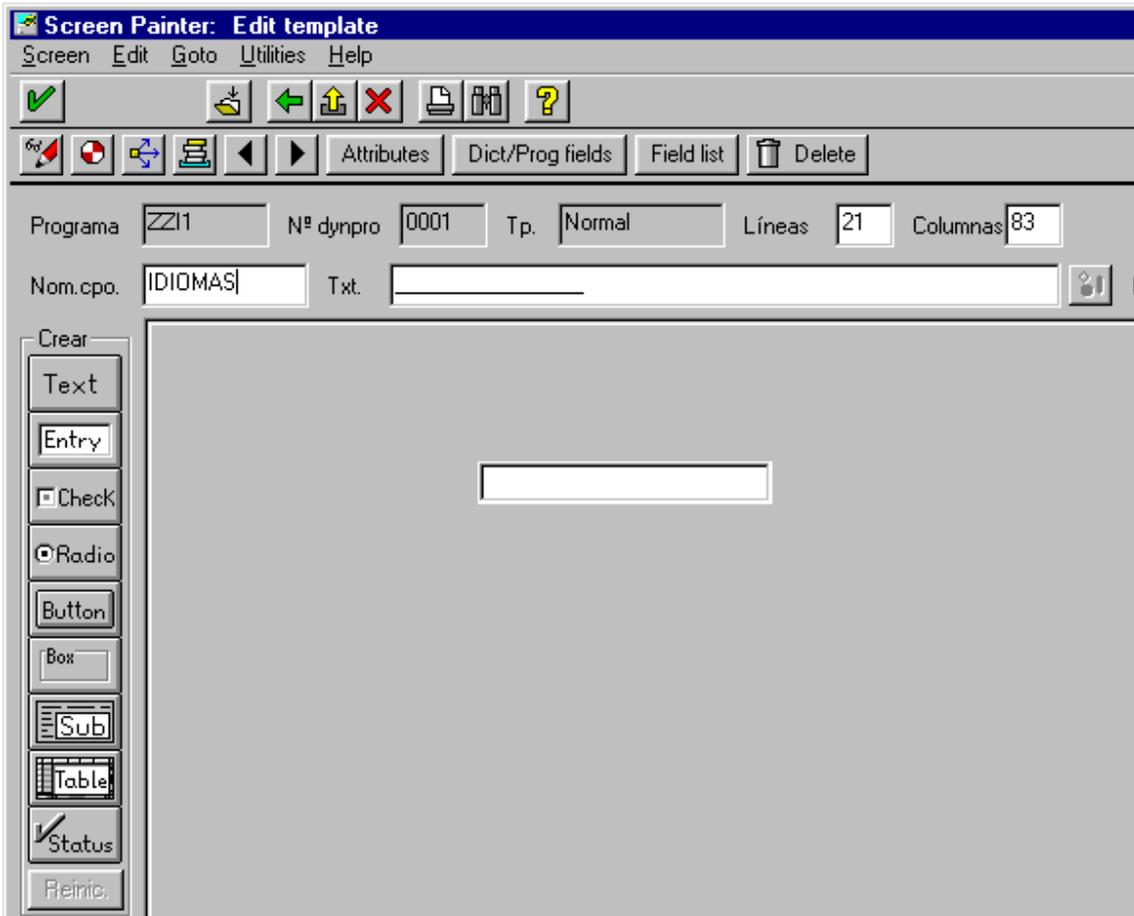 Screen Painter: Edit template
Screen Edit Goto Utilities Help
Attributes Dict/Prog fields Field list Delete
Programa ZZI1 Nº dynpro 0001 Tp. Normal Líneas 21 Columnas 83
Nom.cpo. IDIOMAS Txt. _______________
Crear
Text
Entry
Check
Radio
Button
Box
Sub
Table
Status
Reinic.